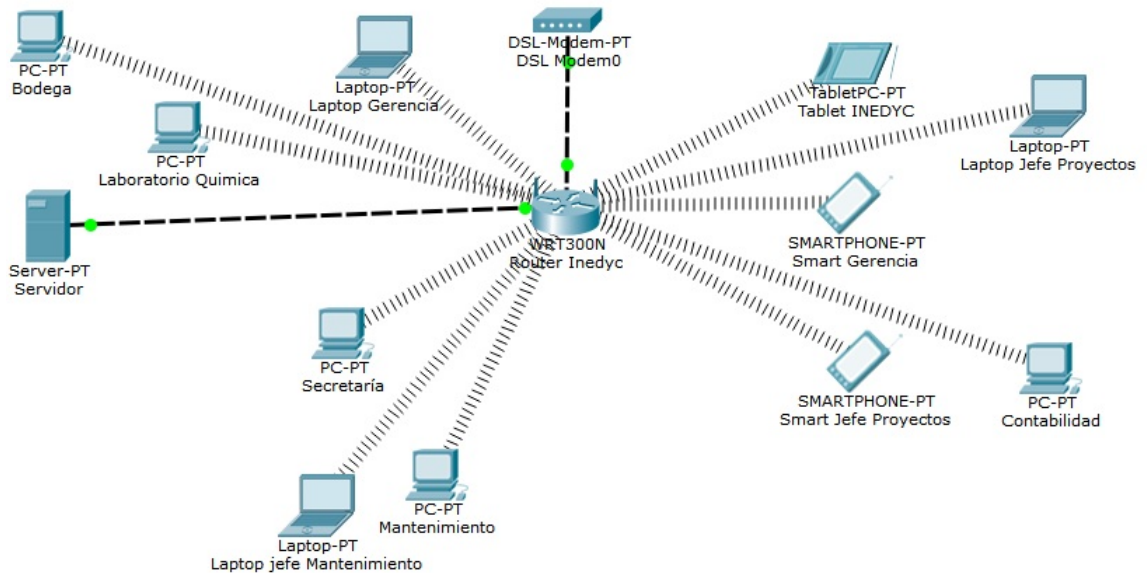 PC-PT
Bodega
Laptop-PT
Laptop Gerencia
DSL-Modem-PT
DSL Modem0
TabletPC-PT
Tablet INEDYC
Laptop-PT
Laptop Jefe Proyectos
PC-PT
Laboratorio Quimica
Server-PT
Servidor
WRT300N
Router Inedyc
SMARTPHONE-PT
Smart Gerencia
PC-PT
Secretaría
SMARTPHONE-PT
Smart Jefe Proyectos
PC-PT
Contabilidad
PC-PT
Mantenimiento
Laptop-PT
Laptop jefe Mantenimiento